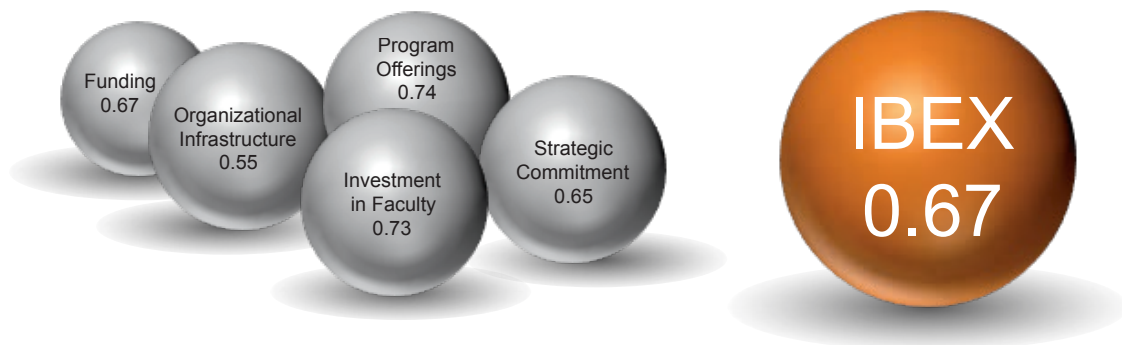 Funding
0.67
Organizational
Infrastructure
0.55
Program
Offerings
0.74
Investment
in Faculty
0.73
Strategic
Commitment
0.65
IBEX
0.67